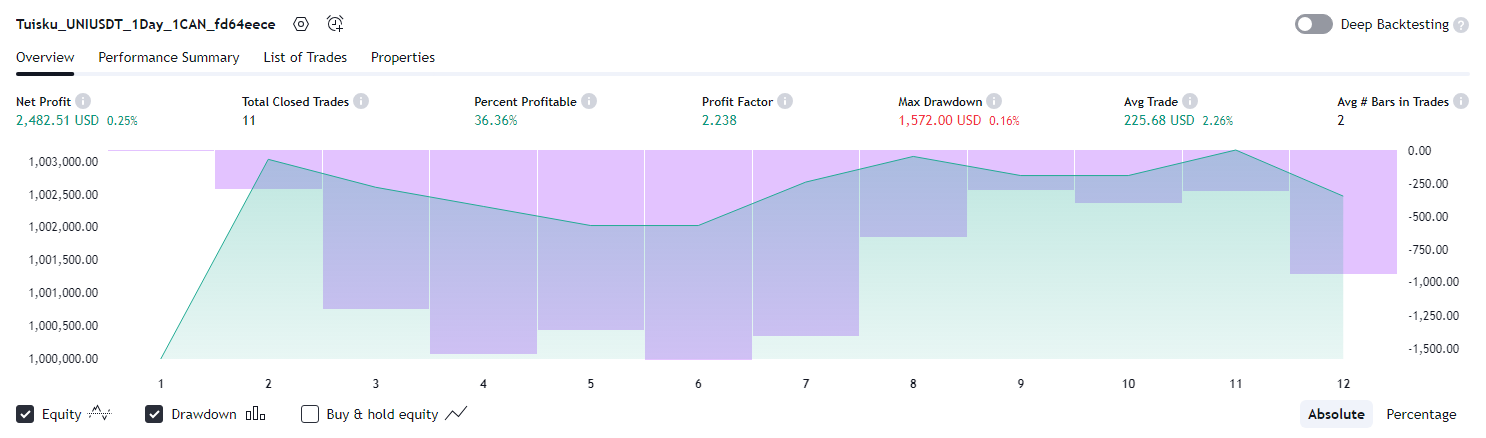 Tuisku_UNIUSDT_1Day_1CAN_fd64eece Deep Backtesting ?
Overview Performance Summary List of Trades Properties
Net Profit i Total Closed Trades i Percent Profitable i Profit Factor i Max Drawdown i Avg Trade i Avg # Bars in Trades i
2,482.51 USD 0.25% 11 36.36% 2.238 1,572.00 USD 0.16% 225.68 USD 2.26% 2
1,003,000.00 0.00
1,002,500.00 -250.00
1,002,000.00 -500.00
1,001,500.00 -750.00
1,001,000.00 -1,000.00
1,000,500.00 -1,250.00
1,000,000.00 -1,500.00
1 2 3 4 5 6 7 8 9 10 11 12
Equity Drawdown Buy & hold equity Absolute Percentage